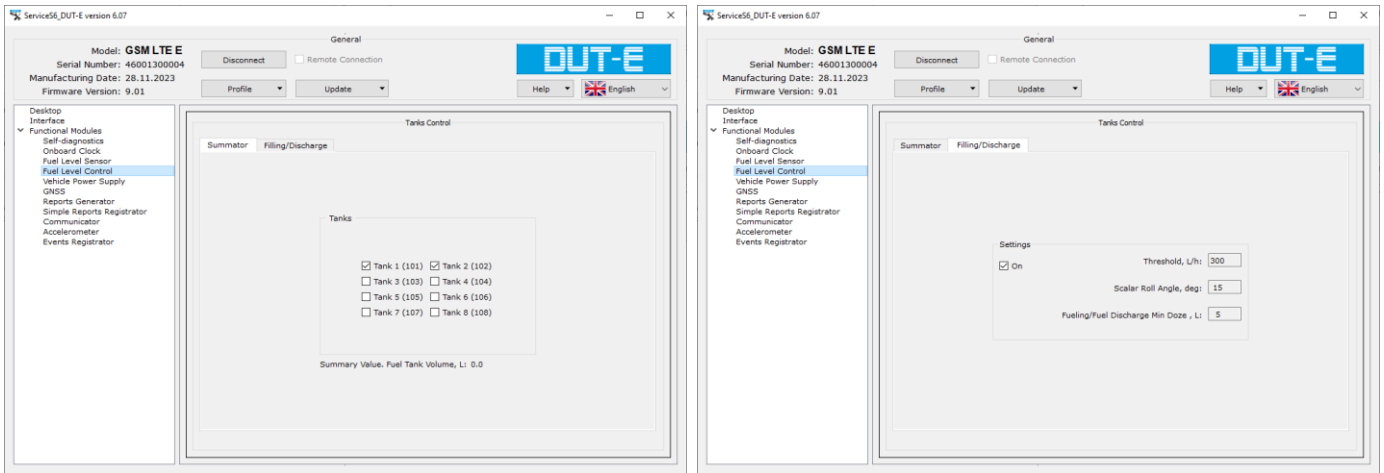 ServiceS6_DUT-E version 6.07
General
Model: GSM LTE E
Serial Number: 46001300004
Manufacturing Date: 28.11.2023
Firmware Version: 9.01
Disconnect
Remote Connection
Profile
Update
DUT-E
Help
English
Desktop
Interface
Functional Modules
Self-diagnostics
Onboard Clock
Fuel Level Sensor
Fuel Level Control
Vehicle Power Supply
GNSS
Reports Generator
Simple Reports Registrator
Communicator
Accelerometer
Events Registrator
Tanks Control
Summator Filling/Discharge
Tanks
Tank 1 (101) Tank 2 (102)
Tank 3 (103) Tank 4 (104)
Tank 5 (105) Tank 6 (106)
Tank 7 (107) Tank 8 (108)
Summary Value. Fuel Tank Volume, L: 0.0
ServiceS6_DUT-E version 6.07
General
Model: GSM LTE E
Serial Number: 46001300004
Manufacturing Date: 28.11.2023
Firmware Version: 9.01
Disconnect
Remote Connection
Profile
Update
DUT-E
Help
English
Desktop
Interface
Functional Modules
Self-diagnostics
Onboard Clock
Fuel Level Sensor
Fuel Level Control
Vehicle Power Supply
GNSS
Reports Generator
Simple Reports Registrator
Communicator
Accelerometer
Events Registrator
Tanks Control
Summator Filling/Discharge
Settings
On
Threshold, L/h: 300
Scalar Roll Angle, deg: 15
Fueling/Fuel Discharge Min Doze , L: 5